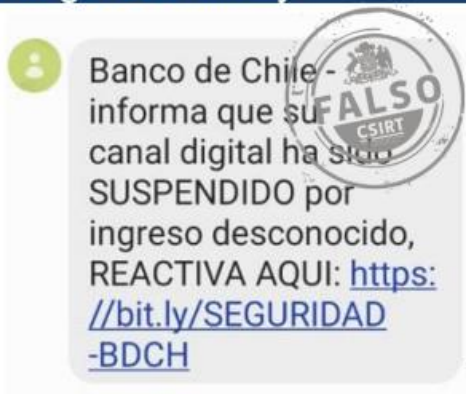 Banco de Chile -
informa que su
canal digital ha sido
SUSPENDIDO por
ingreso desconocido,
REACTIVA AQUI: https:
//bit.ly/SEGURIDAD
-BDCH
FALSO
CSIRT